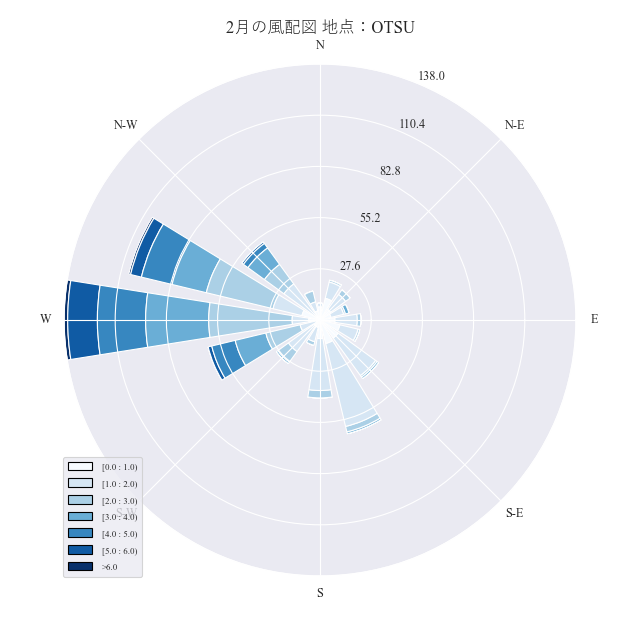 2月の風配図 地点：OTSU
N
138.0
N-W
N-E
110.4
82.8
55.2
27.6
W
E
[0.0 : 1.0)
[1.0 : 2.0)
[2.0 : 3.0)
[3.0 : 4.0)
[4.0 : 5.0)
[5.0 : 6.0)
>6.0
S-W
S-E
S